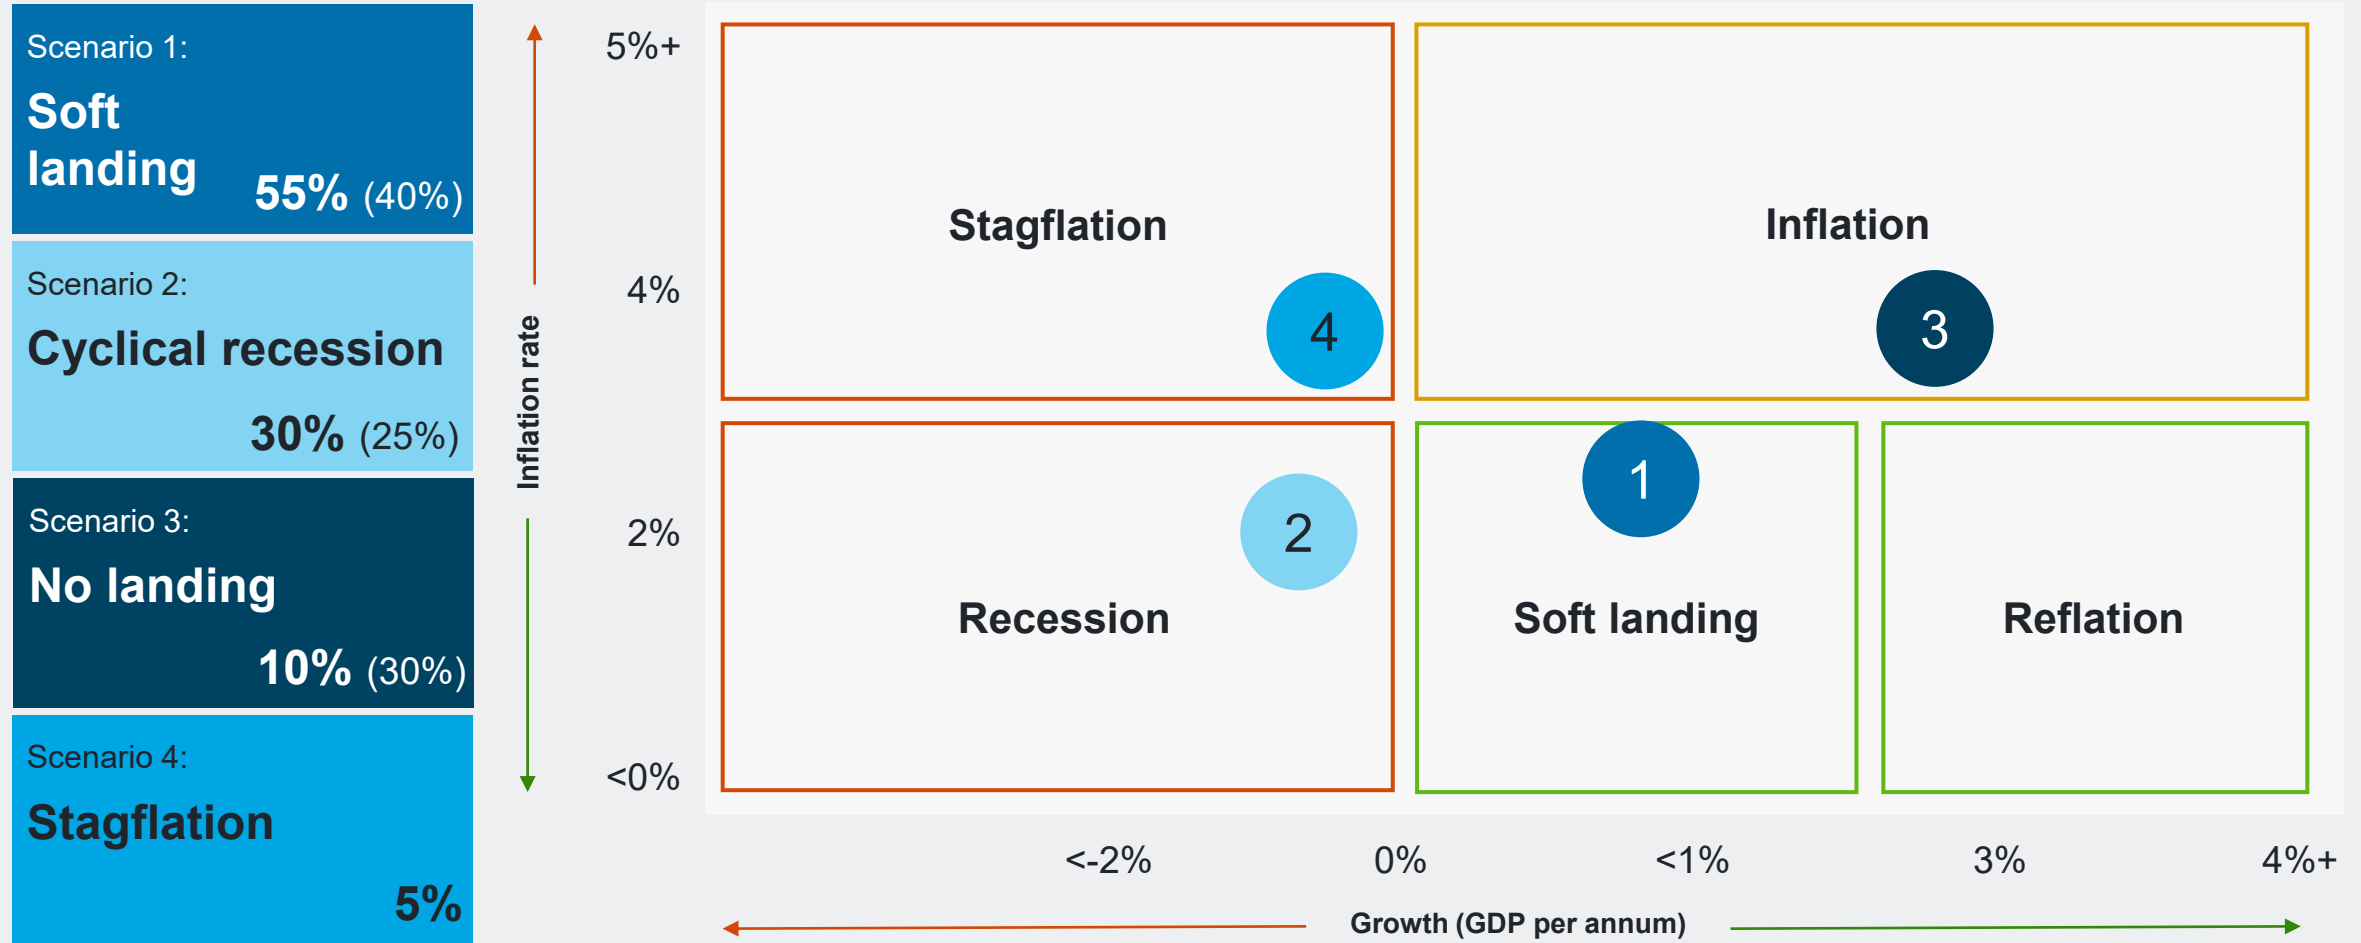 Scenario 1:
Soft
landing
55% (40%)
Scenario 2:
Cyclical recession
30% (25%)
Scenario 3:
No landing
10% (30%)
Scenario 4:
Stagflation
5%
Inflation rate
5%+
4%
2%
<0%
Stagflation
Inflation
4
3
1
2
Recession
Soft landing
Reflation
<-2%
0%
<1%
3%
4%+
Growth (GDP per annum)